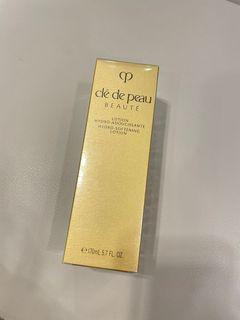 clé de peau
BEAUTÉ
LOTION
HYDRO-ADOUCISSANTE
HYDRO-SOFTENING
LOTION
e 170mL 5.7 FL. OZ.